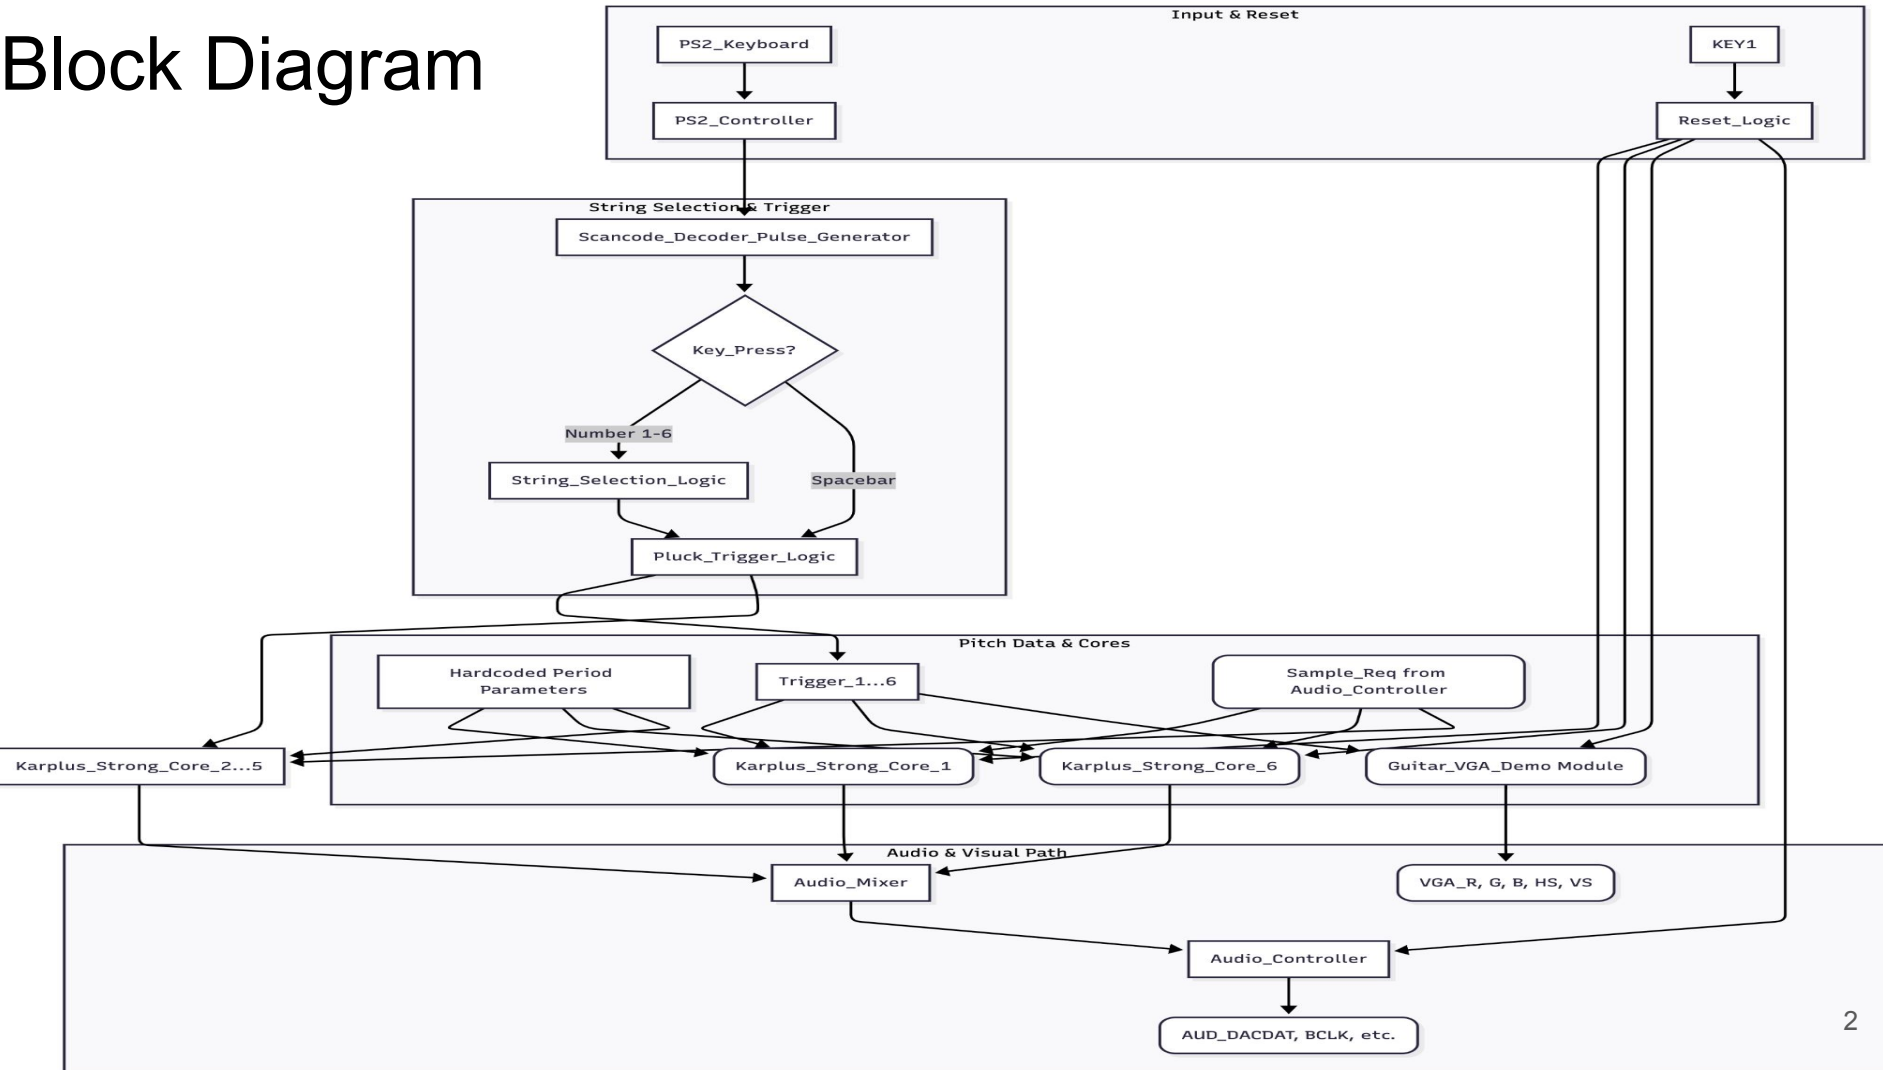 Block Diagram
Input & Reset
PS2_Keyboard
KEY1
PS2_Controller
Reset_Logic
String Selection & Trigger
Scancode_Decoder_Pulse_Generator
Key_Press?
Number 1-6
String_Selection_Logic
Spacebar
Pluck_Trigger_Logic
Pitch Data & Cores
Hardcoded Period
Parameters
Trigger_1...6
Sample_Req from
Audio_Controller
Karplus_Strong_Core_2...5
Karplus_Strong_Core_1
Karplus_Strong_Core_6
Guitar_VGA_Demo Module
Audio & Visual Path
Audio_Mixer
VGA_R, G, B, HS, VS
Audio_Controller
AUD_DACDAT, BCLK, etc.
2